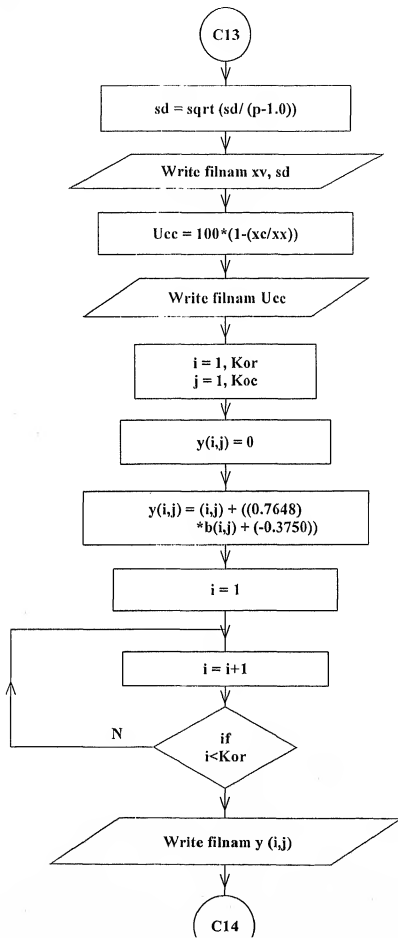 C13
sd = sqrt (sd/ (p-1.0))
Write filnam xv, sd
Ucc = 100*(1-(xc/xx))
Write filnam Ucc
i = 1, Kor
j = 1, Koc
y(i,j) = 0
y(i,j) = (i,j) + ((0.7648)
*b(i,j) + (-0.3750))
i = 1
i = i+1
N
if
i<Kor
Write filnam y (i,j)
C14